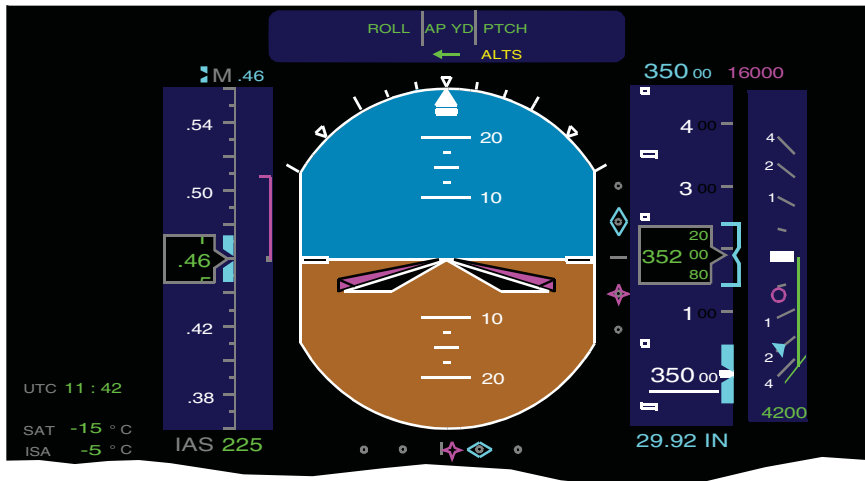 ROLL AP YD PTCH
ALTS
M .46
350 00 16000
.54
.50
.46
.42
.38
IAS 225
20
10
10
20
4 00
3 00
20
352 00
80
1 00
350 00
29.92 IN
4
2
1
1
2
4
4200
UTC 11 : 42
SAT -15 ° C
ISA -5 ° C